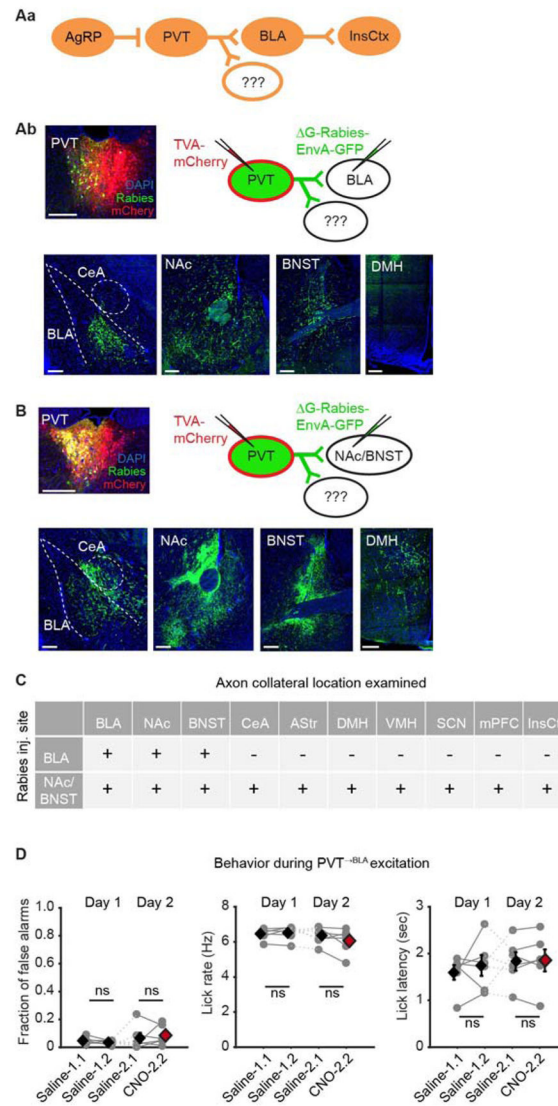 Aa
AgRP PVT BLA InsCtx
???
Ab
PVT
DAPI
Rabies
mCherry
TVA-
mCherry
ΔG-Rabies-
EnvA-GFP
PVT BLA
???
CeA
BLA
NAc
BNST
DMH
B
PVT
DAPI
Rabies
mCherry
TVA-
mCherry
ΔG-Rabies-
EnvA-GFP
PVT NAc/BNST
???
CeA
BLA
NAc
BNST
DMH
C
Axon collateral location examined
Rabies inj. site
BLA NAc BNST CeA AStr DMH VMH SCN mPFC InsCt
BLA + + + - - - - - - -
NAc/
BNST + + + + + + + + + +
D
Behavior during PVT→BLA excitation
Fraction of false alarms
Day 1 Day 2
1
0.8
0.6
0.4
0.2
0
ns ns
Saline-1.1 Saline-1.2 Saline-2.1 CNO-2.2
Lick rate (Hz)
Day 1 Day 2
8
6
4
2
0
ns ns
Saline-1.1 Saline-1.2 Saline-2.1 CNO-2.2
Lick latency (sec)
Day 1 Day 2
3
2
1
0
ns ns
Saline-1.1 Saline-1.2 Saline-2.1 CNO-2.2